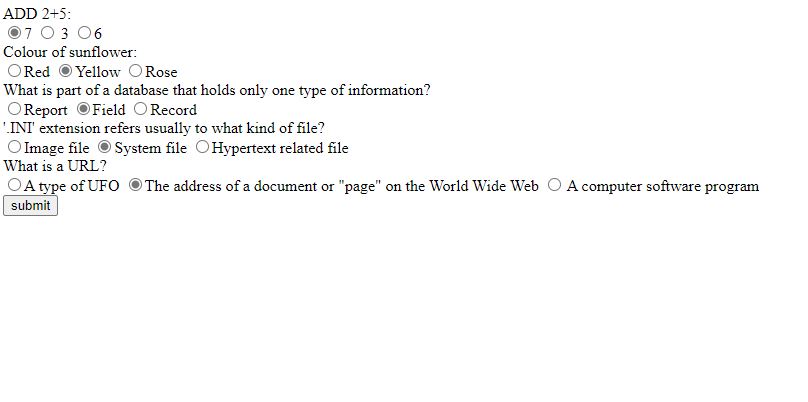 ADD 2+5:
7 3 6
Colour of sunflower:
Red Yellow Rose
What is part of a database that holds only one type of information?
Report Field Record
'.INI' extension refers usually to what kind of file?
Image file System file Hypertext related file
What is a URL?
A type of UFO The address of a document or "page" on the World Wide Web A computer software program
submit